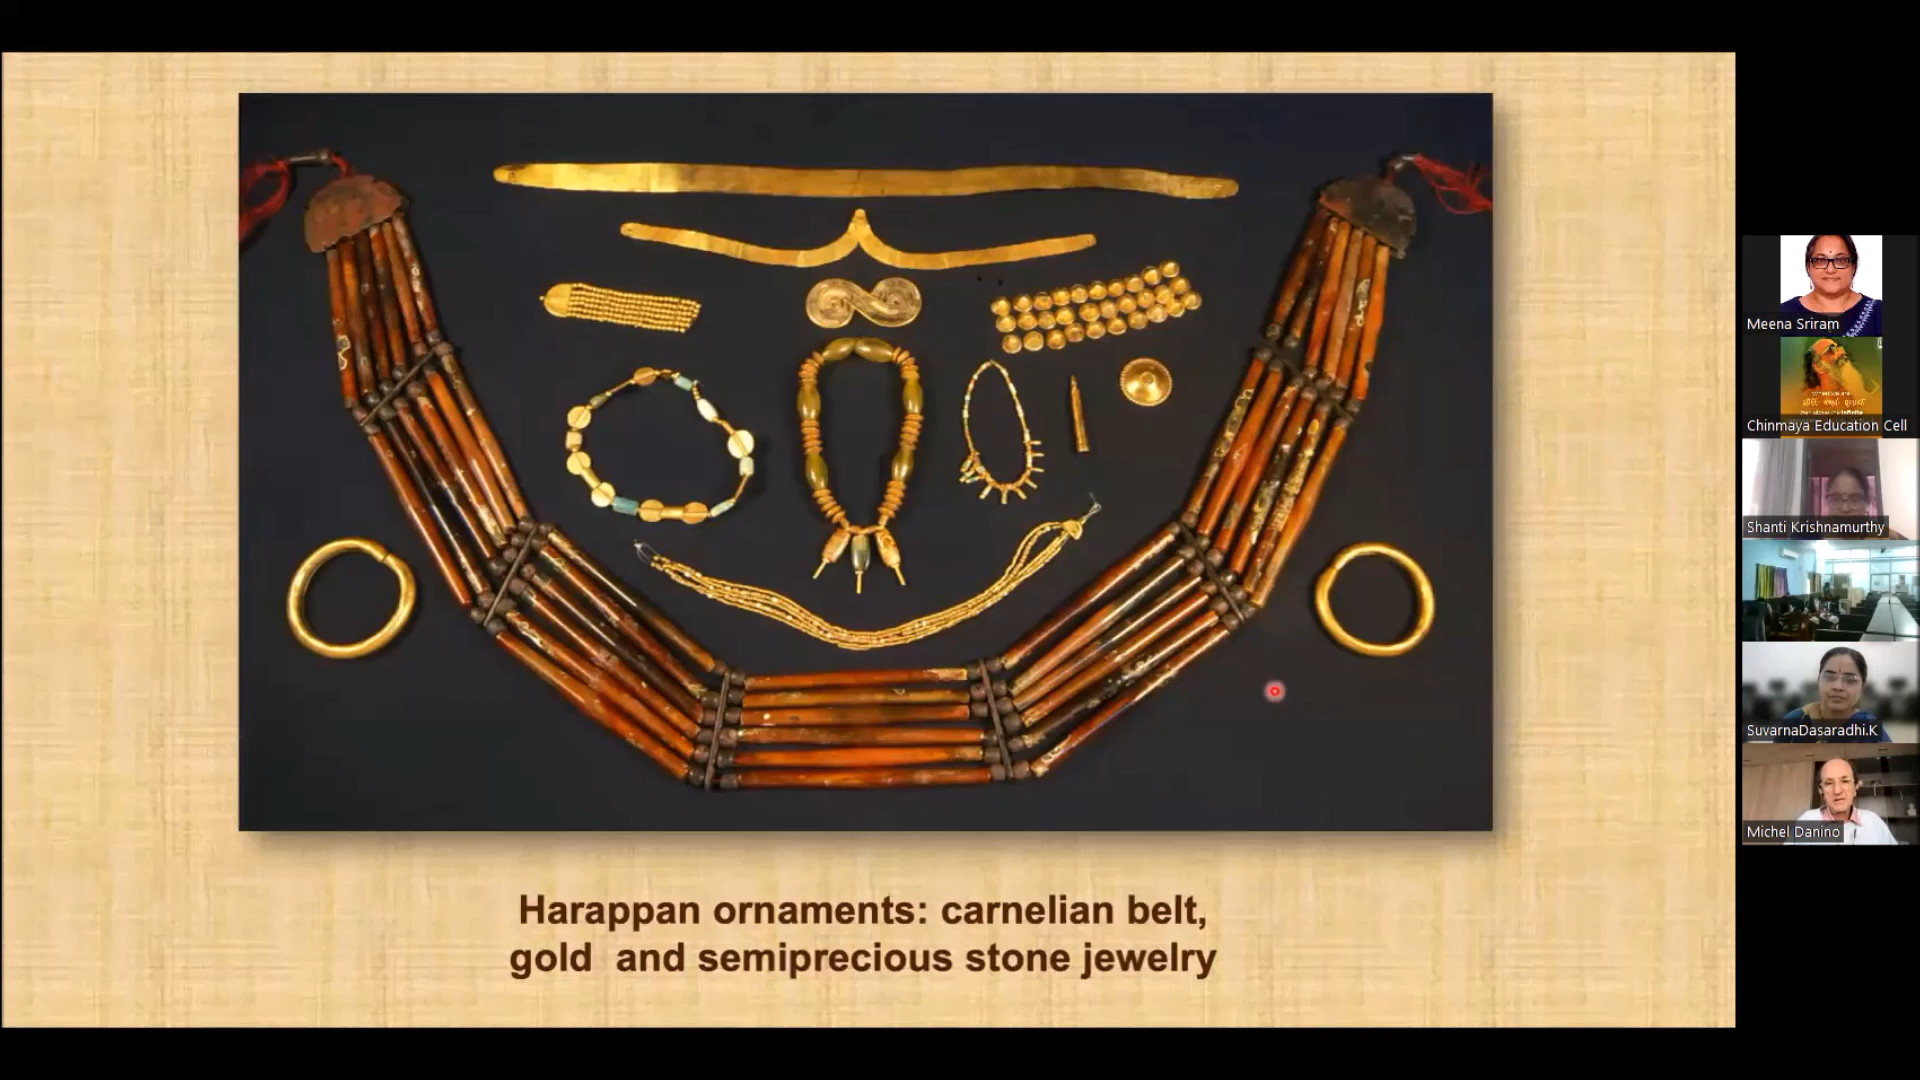 Harappan ornaments: carnelian belt,
gold  and semiprecious stone jewelry
Meena Sriram
Chinmaya Education Cell
Shanti Krishnamurthy
SuvarnaDasaradhi.K
Michel Danino